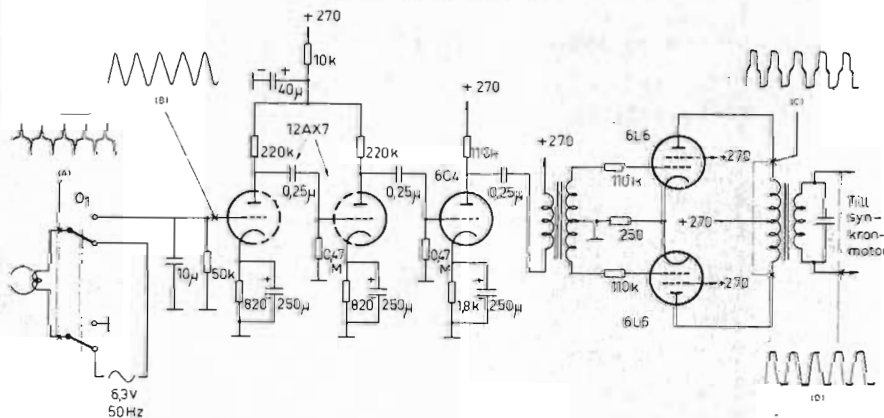 +270
10k
− +
40μ
+270
(B)
12AX7
220k
220k
6C4
110k
+270
6L6
(C)
(A)
O1
0,25μ
0,25μ
0,25μ
110k
+270
250
+270
Till
syn-
kron-
motor
10μ
50k
0,47
M
0,47
M
820
+
250μ
820
+
250μ
1,8k
+
250μ
110k
+270
6L6
6,3V
50Hz
(D)